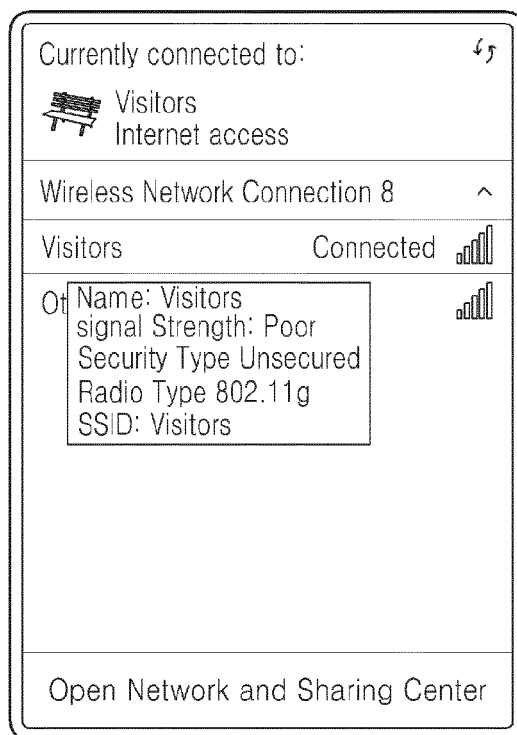 Currently connected to:
Visitors
Internet access
Wireless Network Connection 8
Visitors Connected
Ot
Name: Visitors
signal Strength: Poor
Security Type Unsecured
Radio Type 802.11g
SSID: Visitors
Open Network and Sharing Center